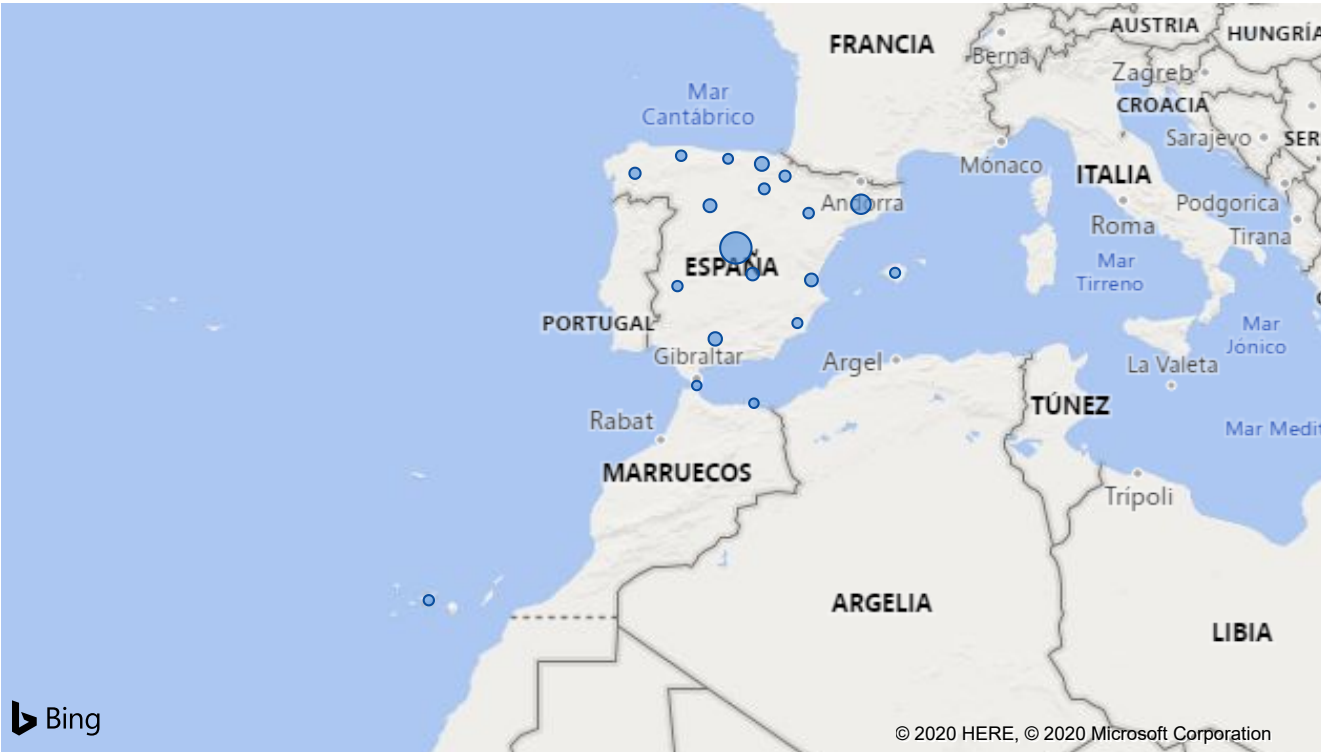 FRANCIA
AUSTRIA
HUNGRÍA
Berna
Zagreb
Mar
Cantábrico
CROACIA
Sarajevo
SER
Mónaco
ITALIA
Andorra
Podgorica
Roma
Tirana
ESPAÑA
Mar
Tirreno
PORTUGAL
Mar
Jónico
Gibraltar
Argel
La Valeta
TÚNEZ
Rabat
Mar Medit
MARRUECOS
Trípoli
ARGELIA
LIBIA
Bing
© 2020 HERE, © 2020 Microsoft Corporation